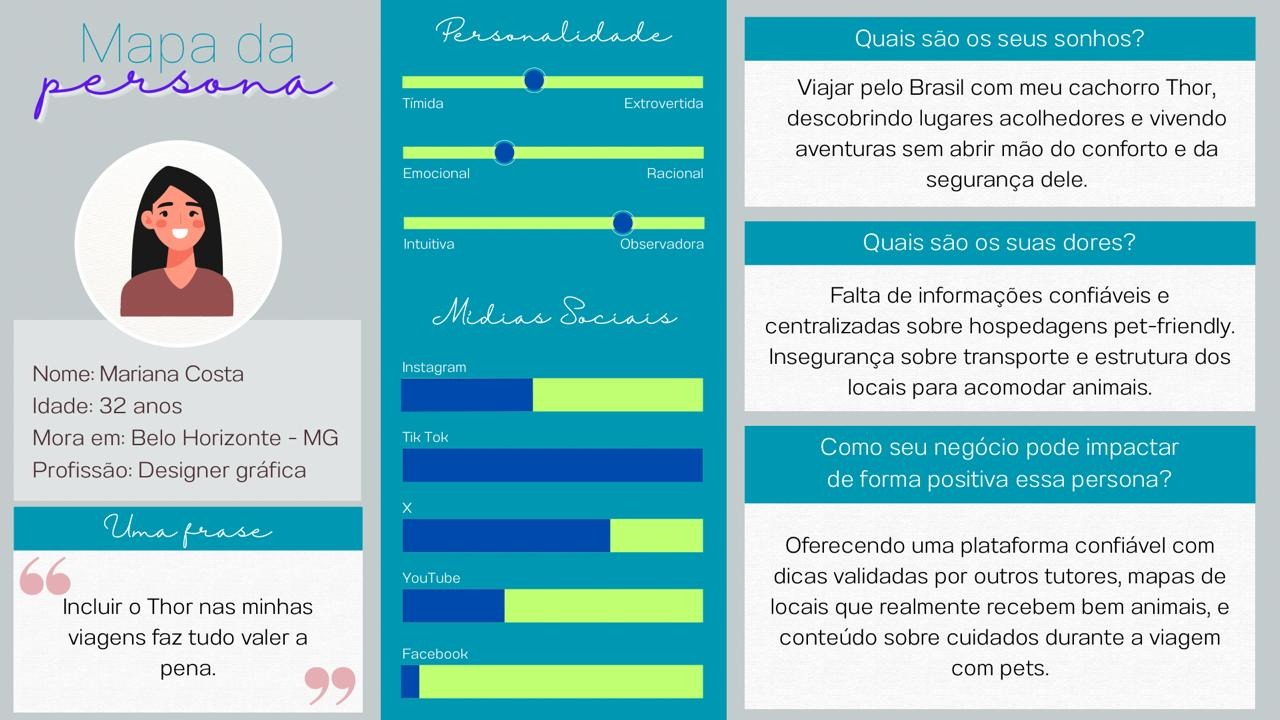 Mapa da
persona
Nome: Mariana Costa
Idade: 32 anos
Mora em: Belo Horizonte - MG
Profissão: Designer gráfica
Uma frase
“Incluir o Thor nas minhas
viagens faz tudo valer a
pena.”
Personalidade
Tímida Extrovertida
Emocional Racional
Intuitiva Observadora
Mídias Sociais
Instagram
Tik Tok
X
YouTube
Facebook
Quais são os seus sonhos?
Viajar pelo Brasil com meu cachorro Thor,
descobrindo lugares acolhedores e vivendo
aventuras sem abrir mão do conforto e da
segurança dele.
Quais são os suas dores?
Falta de informações confiáveis e
centralizadas sobre hospedagens pet-friendly.
Insegurança sobre transporte e estrutura dos
locais para acomodar animais.
Como seu negócio pode impactar
de forma positiva essa persona?
Oferecendo uma plataforma confiável com
dicas validadas por outros tutores, mapas de
locais que realmente recebem bem animais, e
conteúdo sobre cuidados durante a viagem
com pets.